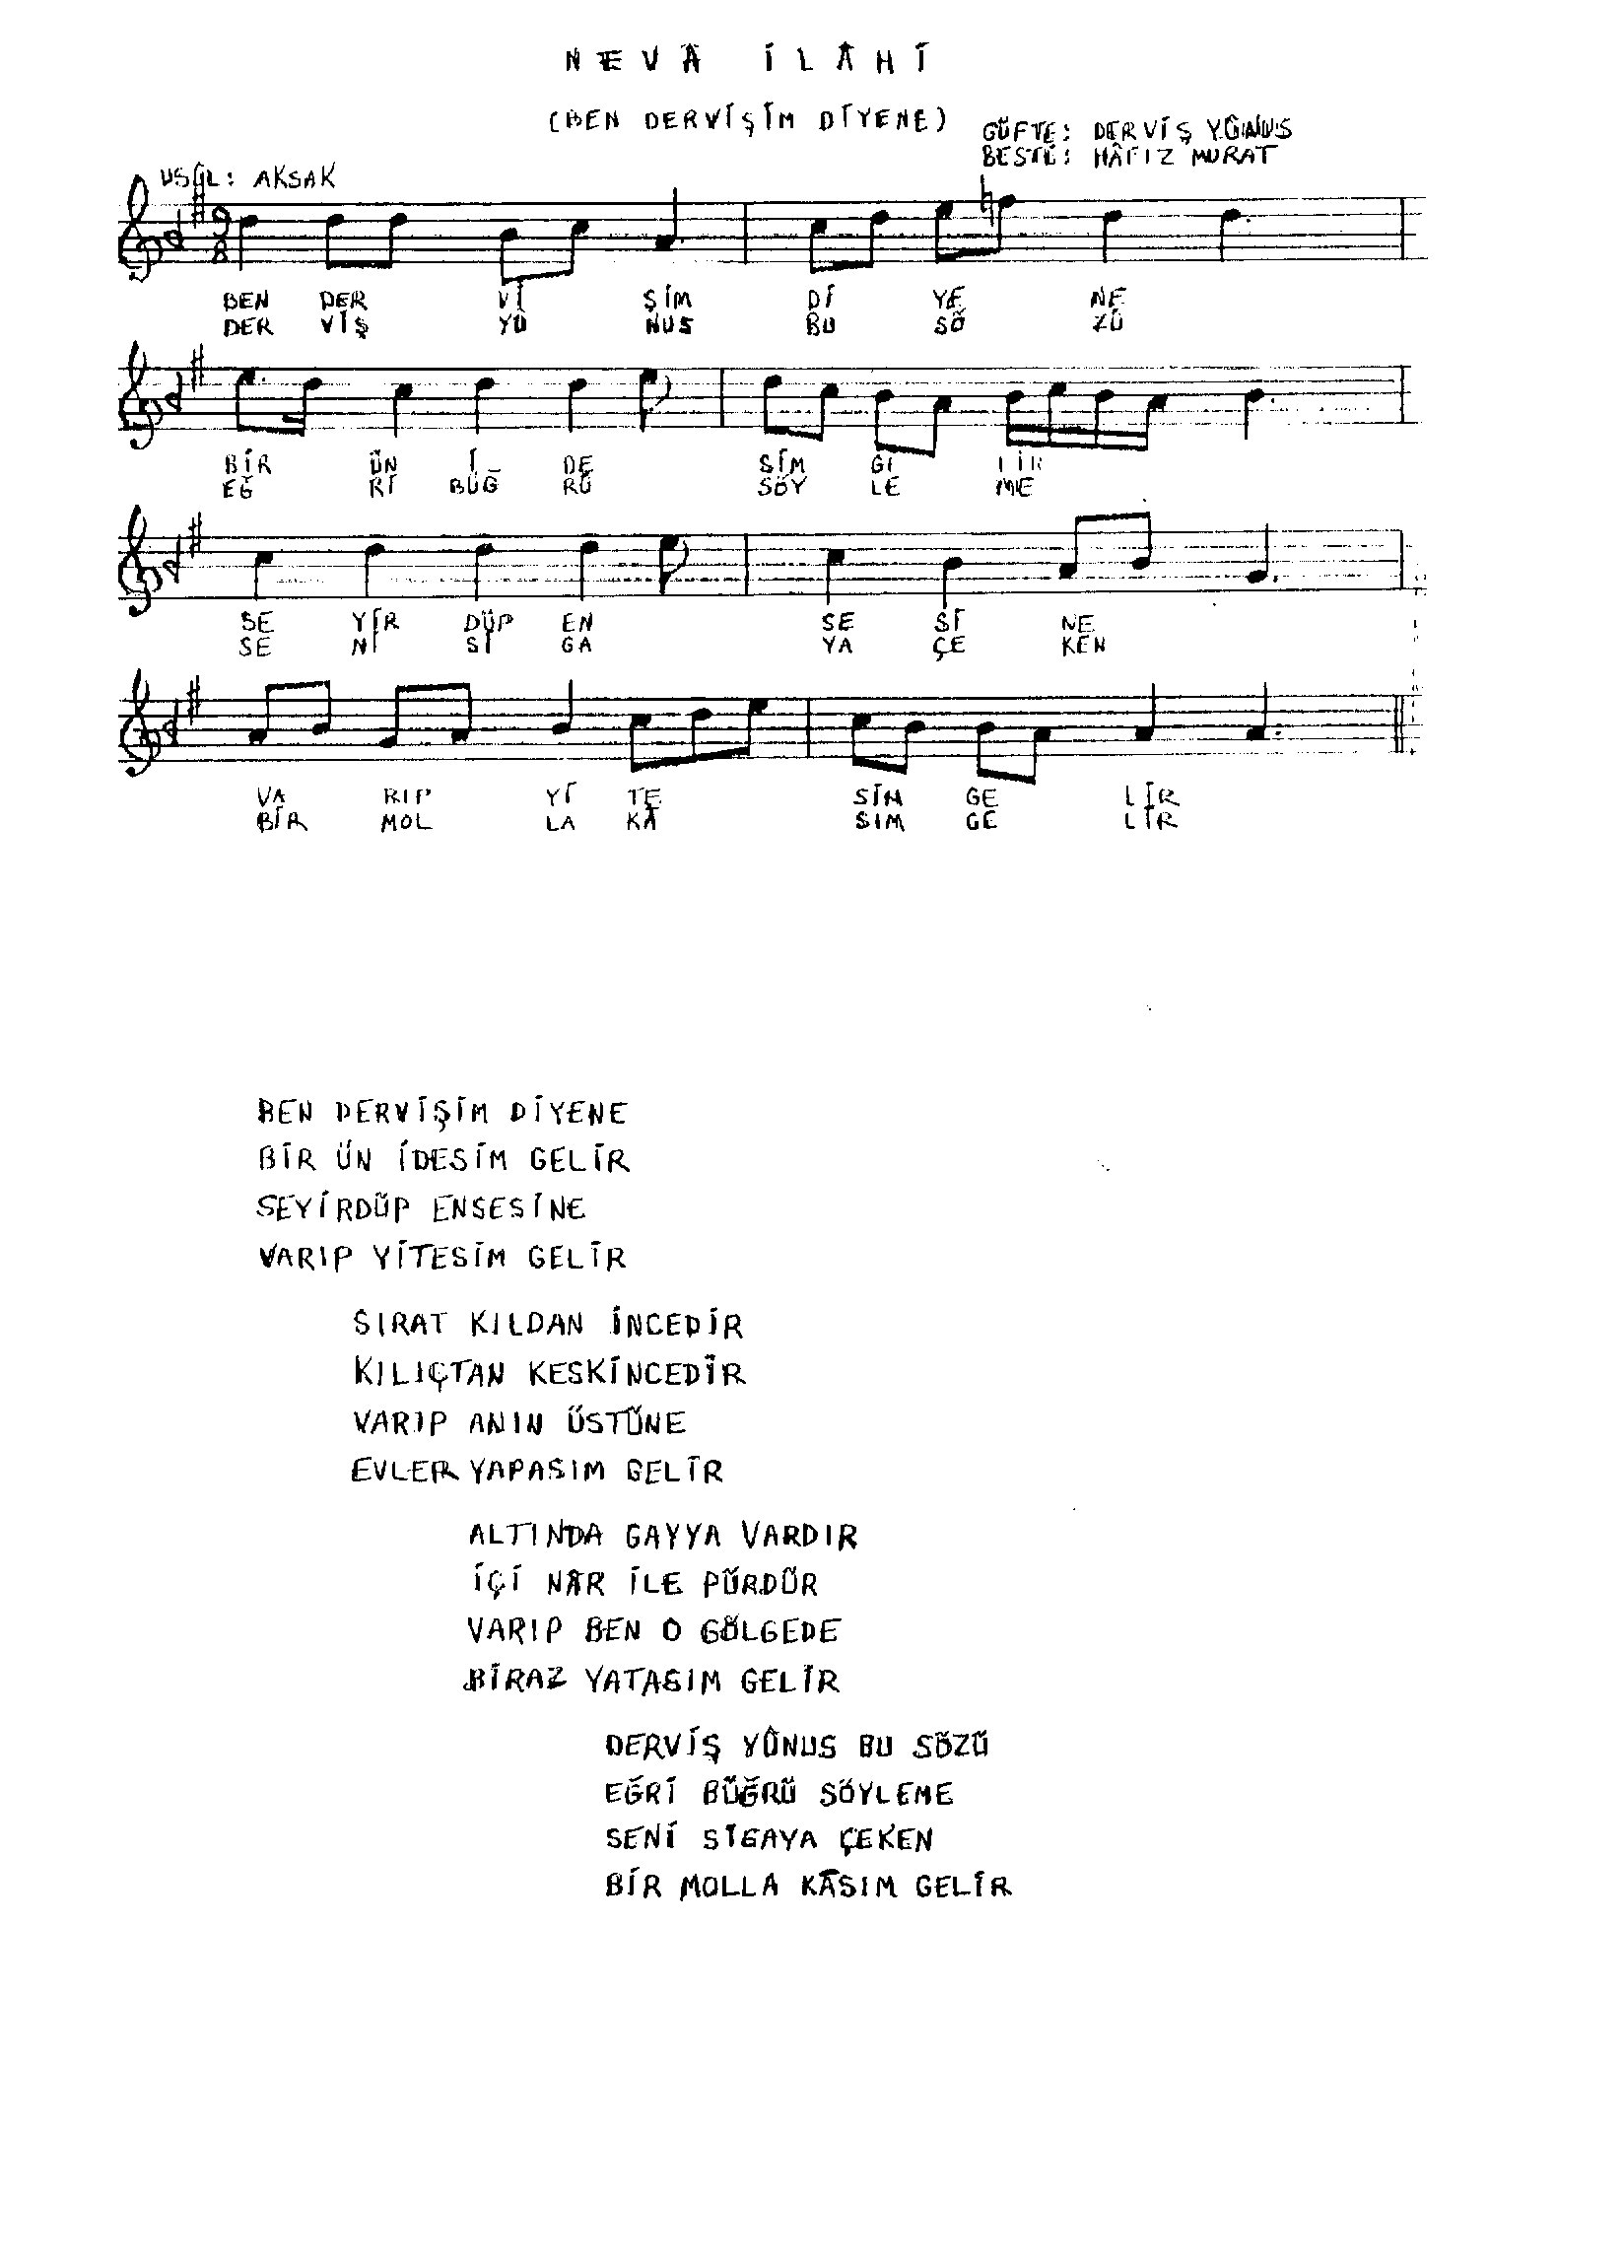 NEVÂ İLÂHİ
(BEN DERVİŞİM DİYENE)
GÜFTE: DERVİŞ YÛNUS
BESTE: HÂFIZ MURAT
USÛL: AKSAK
9/8
BEN DER Vİ ŞİM Dİ YE NE
DER VİŞ YÛ NUS BU SÖ ZÜ
BİR ÜN İ DE SİM GE LİR
EĞ Rİ BÜĞ RÜ SÖY LE ME
SE YİR DÜP EN SE Sİ NE
SE Nİ Sİ GA YA ÇE KEN
VA RIP Yİ TE SİM GE LİR
BİR MOL LA KÂ SIM GE LİR
BEN DERVİŞİM DİYENE
BİR ÜN İDESİM GELİR
SEYİRDÜP ENSESİNE
VARIP YİTESİM GELİR
SIRAT KILDAN İNCEDİR
KILIÇTAN KESKİNCEDİR
VARIP ANIN ÜSTÜNE
EVLER YAPASIM GELİR
ALTINDA GAYYA VARDIR
İÇİ NÂR İLE PÜRDÜR
VARIP BEN O GÖLGEDE
BİRAZ YATASIM GELİR
DERVİŞ YÛNUS BU SÖZÜ
EĞRİ BÜĞRÜ SÖYLEME
SENİ SİGAYA ÇEKEN
BİR MOLLA KÂSIM GELİR